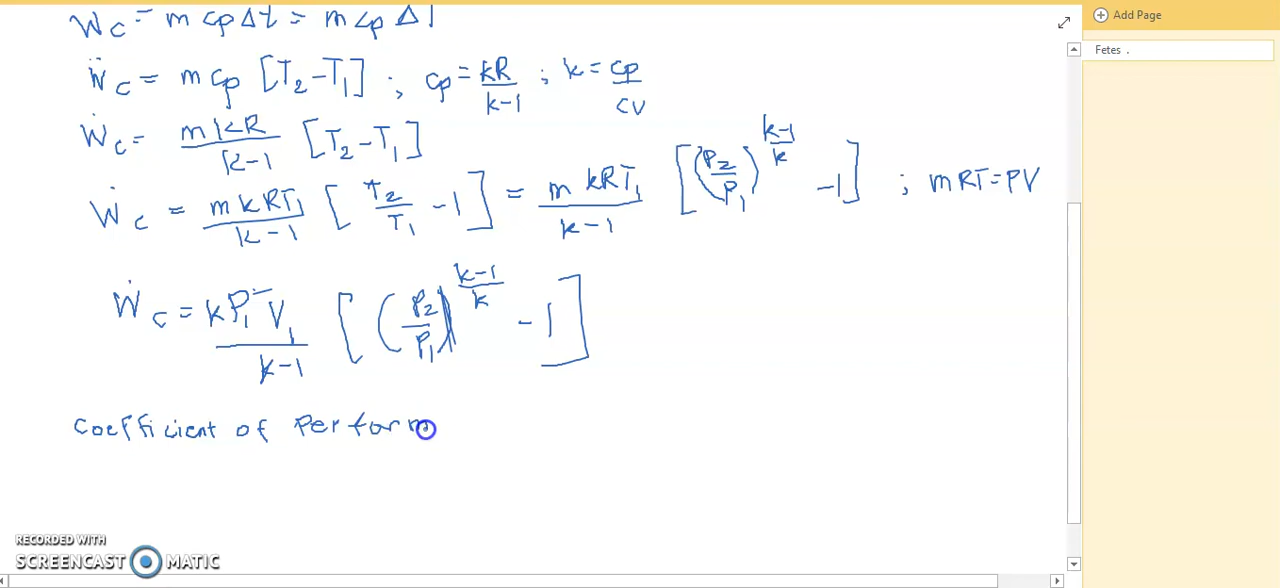 Wc = m cpΔt = m cp ΔT
Ẇc = m cp [T2-T1] ; cp = kR/k-1 ; k = cp/cv
Ẇc = m kR/k-1 [T2-T1]
Ẇc = m kRT1/k-1 [T2/T1 -1] = m kRT1/k-1 [(P2/P1)^k-1/k -1] ; mRT=PV
Ẇc = kP1V1/k-1 [(P2/P1)^k-1/k -1]
Coefficient of Perform
RECORDED WITH
SCREENCAST MATIC
Add Page
Fetes .